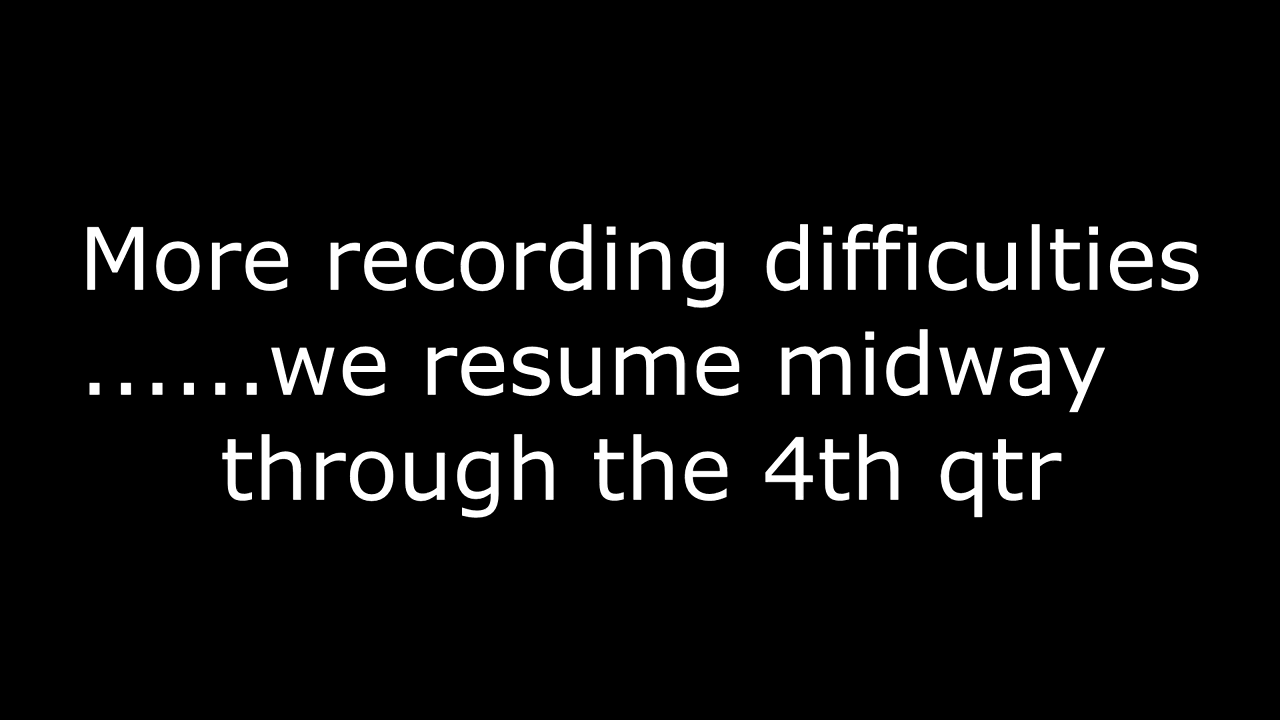 More recording difficulties
......we resume midway
through the 4th qtr